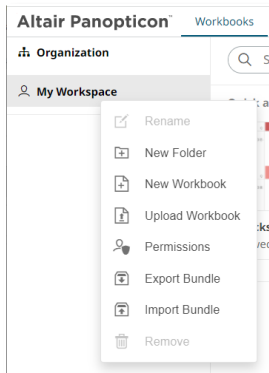 Altair Panopticon™ Workbooks
Organization
My Workspace
Rename
New Folder
New Workbook
Upload Workbook
Permissions
Export Bundle
Import Bundle
Remove